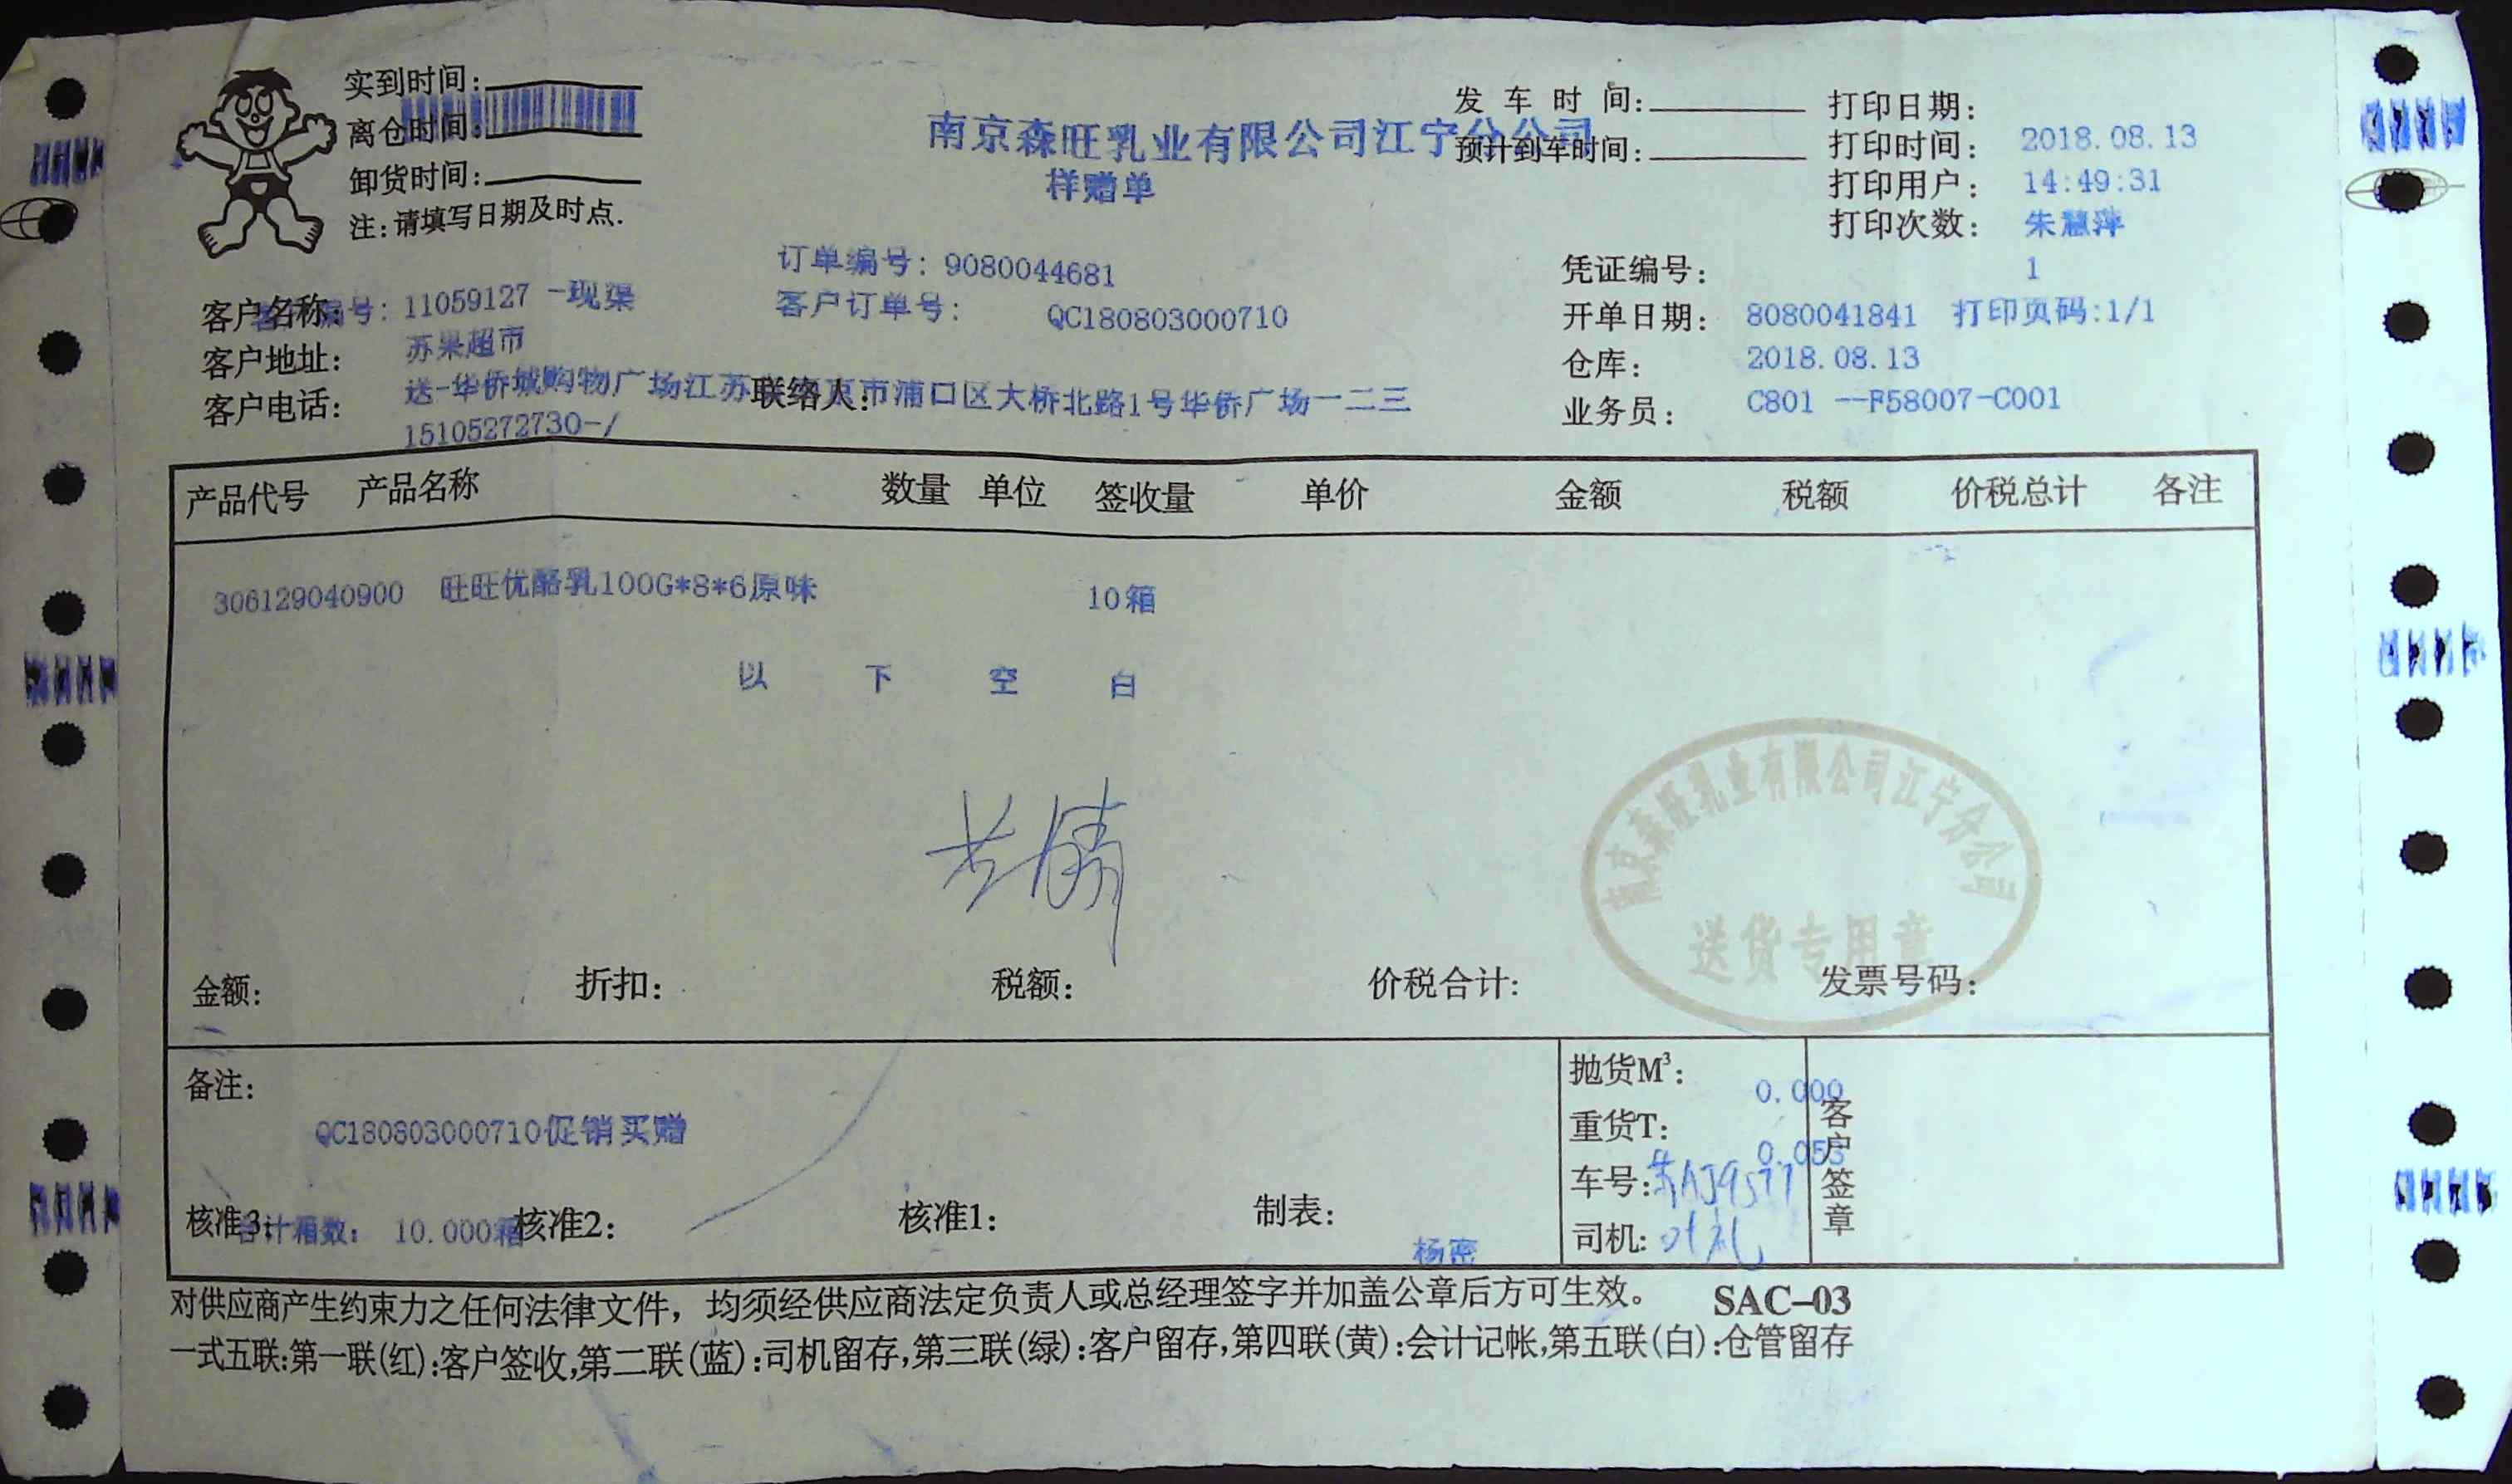 实到时间:
离仓时间:
卸货时间:
注:请填写日期及时点.
南京森旺乳业有限公司江宁分公司
样赠单
发车时间:
预计到车时间:
打印日期: 2018.08.13
打印时间: 14:49:31
打印用户: 朱慧萍
打印次数: 1
订单编号: 9080044681
客户订单号: QC180803000710
客户编号: 11059127 -现渠
客户名称: 苏果超市
客户地址: 送-华侨城购物广场江苏 市浦口区大桥北路1号华侨广场一二三
客户电话: 15105272730-/
联络人:
凭证编号: 8080041841 打印页码:1/1
开单日期: 2018.08.13
仓库: C801 --F58007-C001
业务员:
产品代号 产品名称 数量 单位 签收量 单价 金额 税额 价税总计 各注
306129040900 旺旺优酪乳100G*8*6原味 10箱
以 下 空 白
南京森旺乳业有限公司江宁分公司
送货专用章
金额: 折扣: 税额: 价税合计: 发票号码:
备注:
QC180803000710促销买赠
抛货M³: 0.000
重货T: 0.053
车号:
司机:
客户签章
合计箱数: 10.000箱
核准3: 核准2: 核准1: 制表: 杨密
对供应商产生约束力之任何法律文件，均须经供应商法定负责人或总经理签字并加盖公章后方可生效。 SAC-03
一式五联:第一联(红):客户签收,第二联(蓝):司机留存,第三联(绿):客户留存,第四联(黄):会计记帐,第五联(白):仓管留存